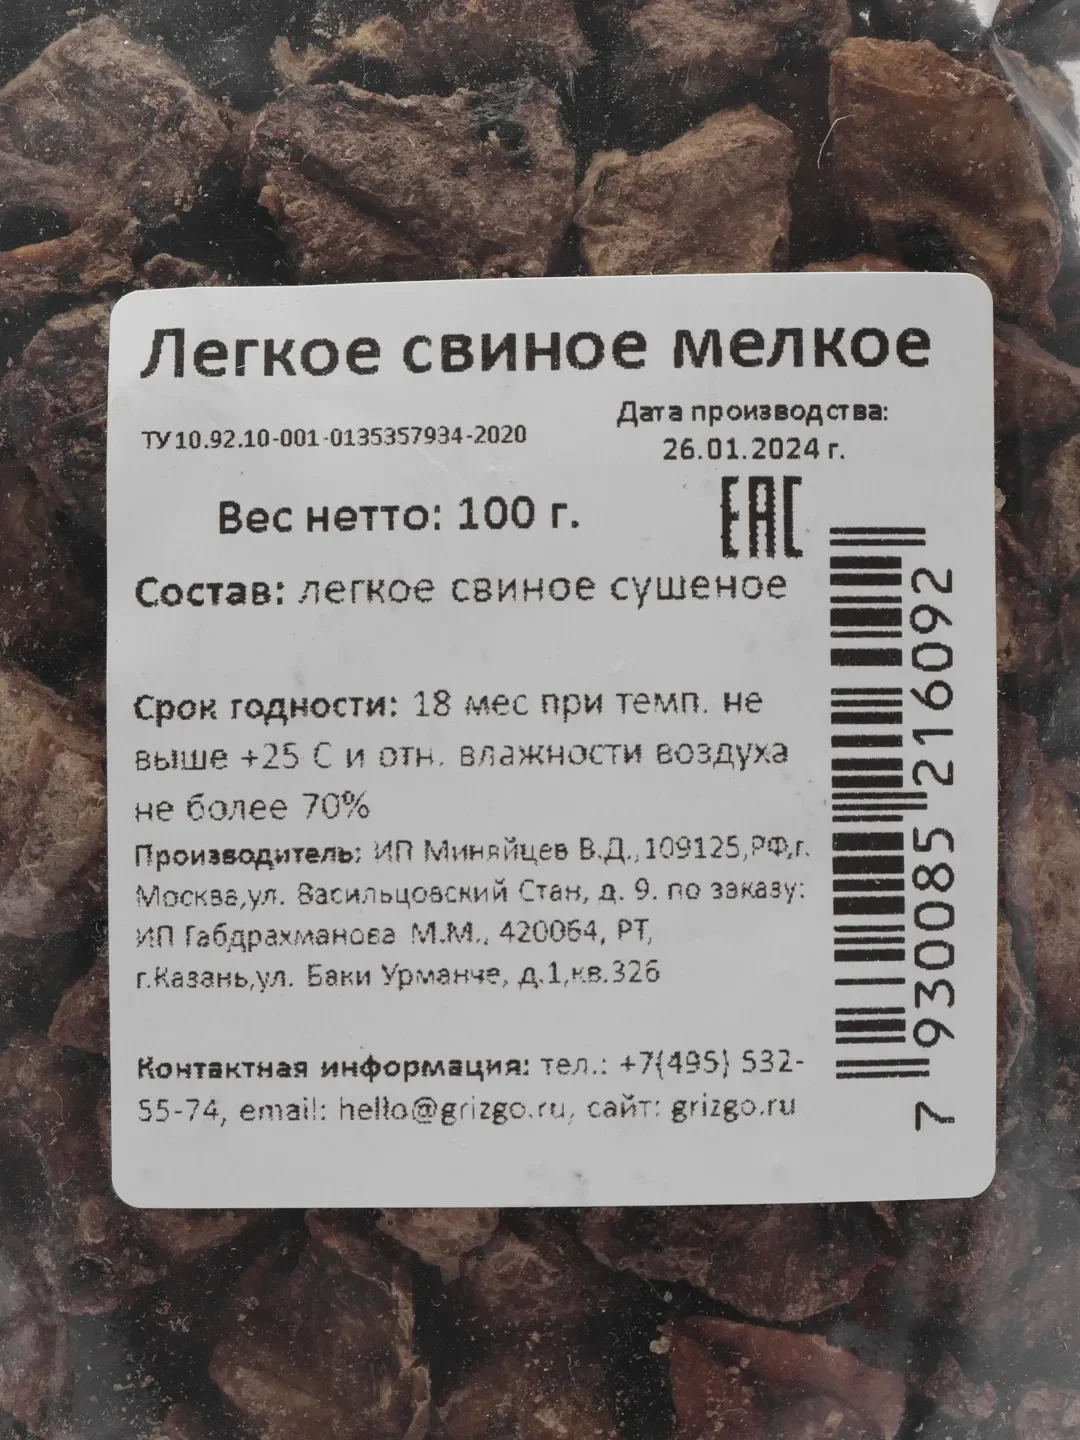 Легкое свиное мелкое
ТУ 10.92.10-001-0135357934-2020
Дата производства:
26.01.2024 г.
Вес нетто: 100 г.
EAC
Состав: легкое свиное сушеное
Срок годности: 18 мес при темп. не
выше +25 С и отн. влажности воздуха
не более 70%
Производитель: ИП Миняйцев В.Д.,109125,РФ,г.
Москва,ул. Васильцовский Стан, д. 9. по заказу:
ИП Габдрахманова М.М., 420064, РТ,
г.Казань,ул. Баки Урманче, д.1,кв.326
Контактная информация: тел.: +7(495) 532-
55-74, email: hello@grizgo.ru, сайт: grizgo.ru
7 930085 216092